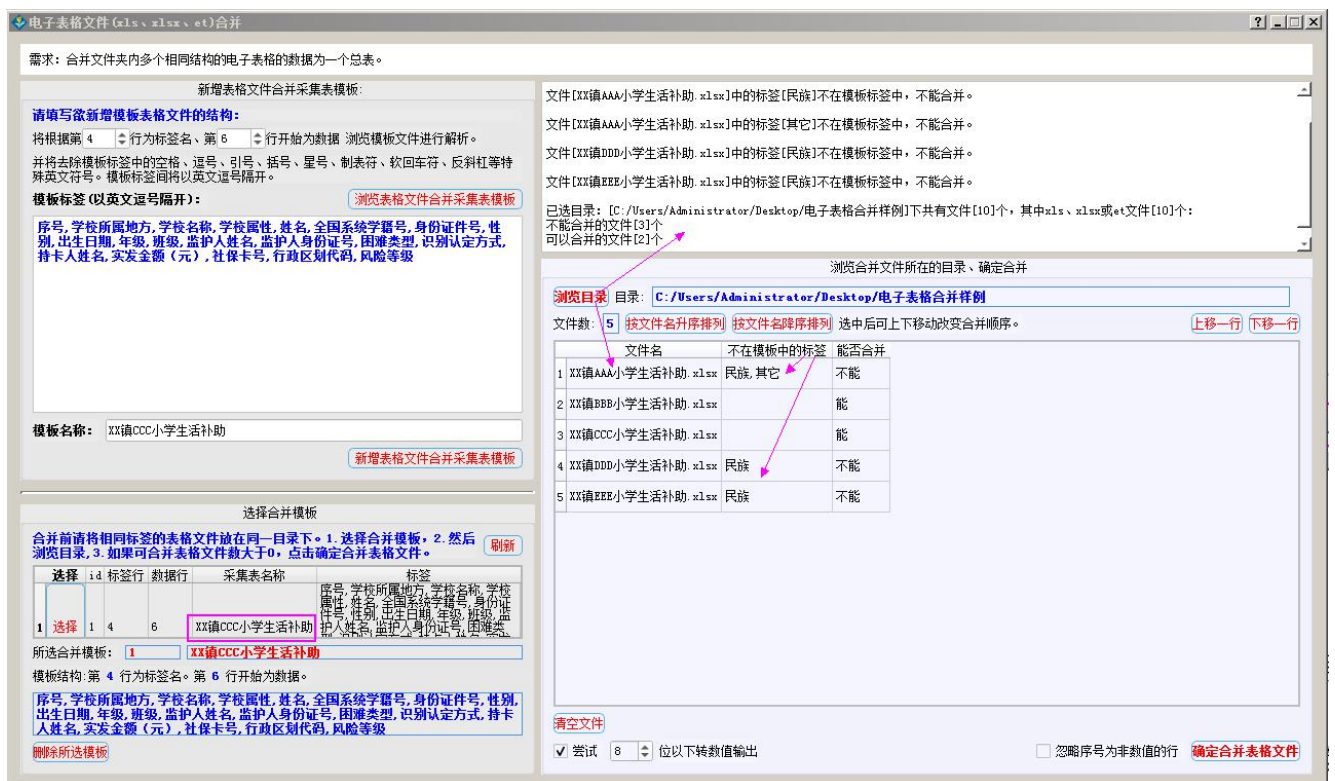 电子表格文件(xls、xlsx、et)合并
需求：合并文件夹内多个相同结构的电子表格的数据为一个总表。
新增表格文件合并采集表模板:
请填写欲新增模板表格文件的结构:
将根据第 4 行为标签名、第 6 行开始为数据 浏览模板文件进行解析。
并将去除模板标签中的空格、逗号、引号、括号、星号、制表符、软回车符、反斜杠等特
殊英文符号。模板标签间将以英文逗号隔开。
模板标签(以英文逗号隔开): 浏览表格文件合并采集表模板
序号,学校所属地方,学校名称,学校属性,姓名,全国系统学籍号,身份证件号,性
别,出生日期,年级,班级,监护人姓名,监护人身份证号,困难类型,识别认定方式,
持卡人姓名,实发金额（元）,社保卡号,行政区划代码,风险等级
模板名称: XX镇CCC小学生活补助
新增表格文件合并采集表模板
选择合并模板
合并前请将相同标签的表格文件放在同一目录下。1.选择合并模板，2.然后
浏览目录,3.如果可合并表格文件数大于0，点击确定合并表格文件。 刷新
选择 id 标签行 数据行 采集表名称 标签
序号,学校所属地方,学校名称,学校
属性,姓名,全国系统学籍号,身份证
件号,性别,出生日期,年级,班级,监
1 选择 1 4 6 XX镇CCC小学生活补助 护人姓名,监护人身份证号,困难类
所选合并模板: 1 XX镇CCC小学生活补助
模板结构:第 4 行为标签名。第 6 行开始为数据。
序号,学校所属地方,学校名称,学校属性,姓名,全国系统学籍号,身份证件号,性别,
出生日期,年级,班级,监护人姓名,监护人身份证号,困难类型,识别认定方式,持卡
人姓名,实发金额（元）,社保卡号,行政区划代码,风险等级
删除所选模板
文件[XX镇AAA小学生活补助.xlsx]中的标签[民族]不在模板标签中，不能合并。
文件[XX镇AAA小学生活补助.xlsx]中的标签[其它]不在模板标签中，不能合并。
文件[XX镇DDD小学生活补助.xlsx]中的标签[民族]不在模板标签中，不能合并。
文件[XX镇EEE小学生活补助.xlsx]中的标签[民族]不在模板标签中，不能合并。
已选目录：[C:/Users/Administrator/Desktop/电子表格合并样例]下共有文件[10]个，其中xls、xlsx或et文件[10]个：
不能合并的文件[3]个
可以合并的文件[2]个
浏览合并文件所在的目录、确定合并
浏览目录 目录: C:/Users/Administrator/Desktop/电子表格合并样例
文件数: 5 按文件名升序排列 按文件名降序排列 选中后可上下移动改变合并顺序。 上移一行 下移一行
文件名 不在模板中的标签 能否合并
1 XX镇AAA小学生活补助.xlsx 民族,其它 不能
2 XX镇BBB小学生活补助.xlsx 能
3 XX镇CCC小学生活补助.xlsx 能
4 XX镇DDD小学生活补助.xlsx 民族 不能
5 XX镇EEE小学生活补助.xlsx 民族 不能
清空文件
尝试 8 位以下转数值输出 忽略序号为非数值的行 确定合并表格文件